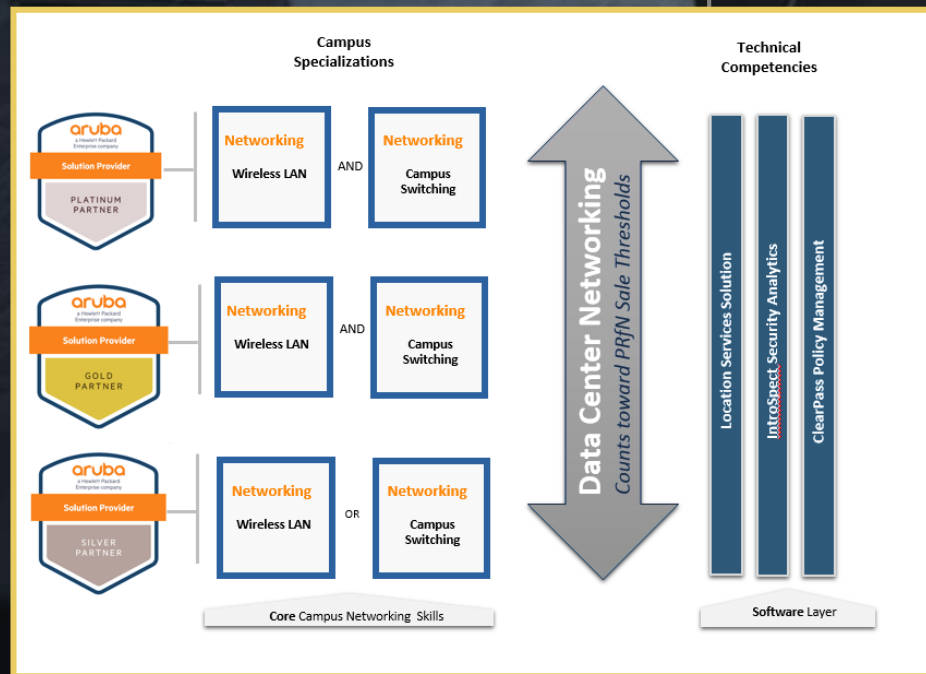 Campus
Specializations
Technical
Competencies
aruba
a Hewlett Packard
Enterprise company
Solution Provider
PLATINUM
PARTNER
Networking
Wireless LAN
AND
Networking
Campus
Switching
aruba
a Hewlett Packard
Enterprise company
Solution Provider
GOLD
PARTNER
Networking
Wireless LAN
AND
Networking
Campus
Switching
aruba
a Hewlett Packard
Enterprise company
Solution Provider
SILVER
PARTNER
Networking
Wireless LAN
OR
Networking
Campus
Switching
Core Campus Networking Skills
Data Center Networking
Counts toward PRfN Sale Thresholds
Location Services Solution
IntroSpect Security Analytics
ClearPass Policy Management
Software Layer